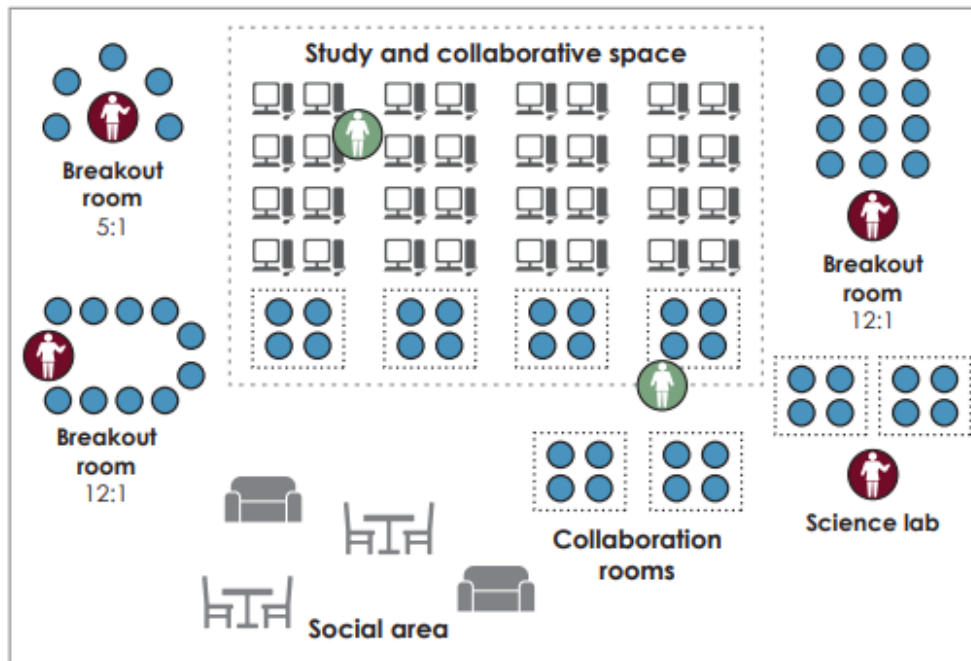 Study and collaborative space
Breakout
room
5:1
Breakout
room
12:1
Breakout
room
12:1
Science lab
Collaboration
rooms
Social area